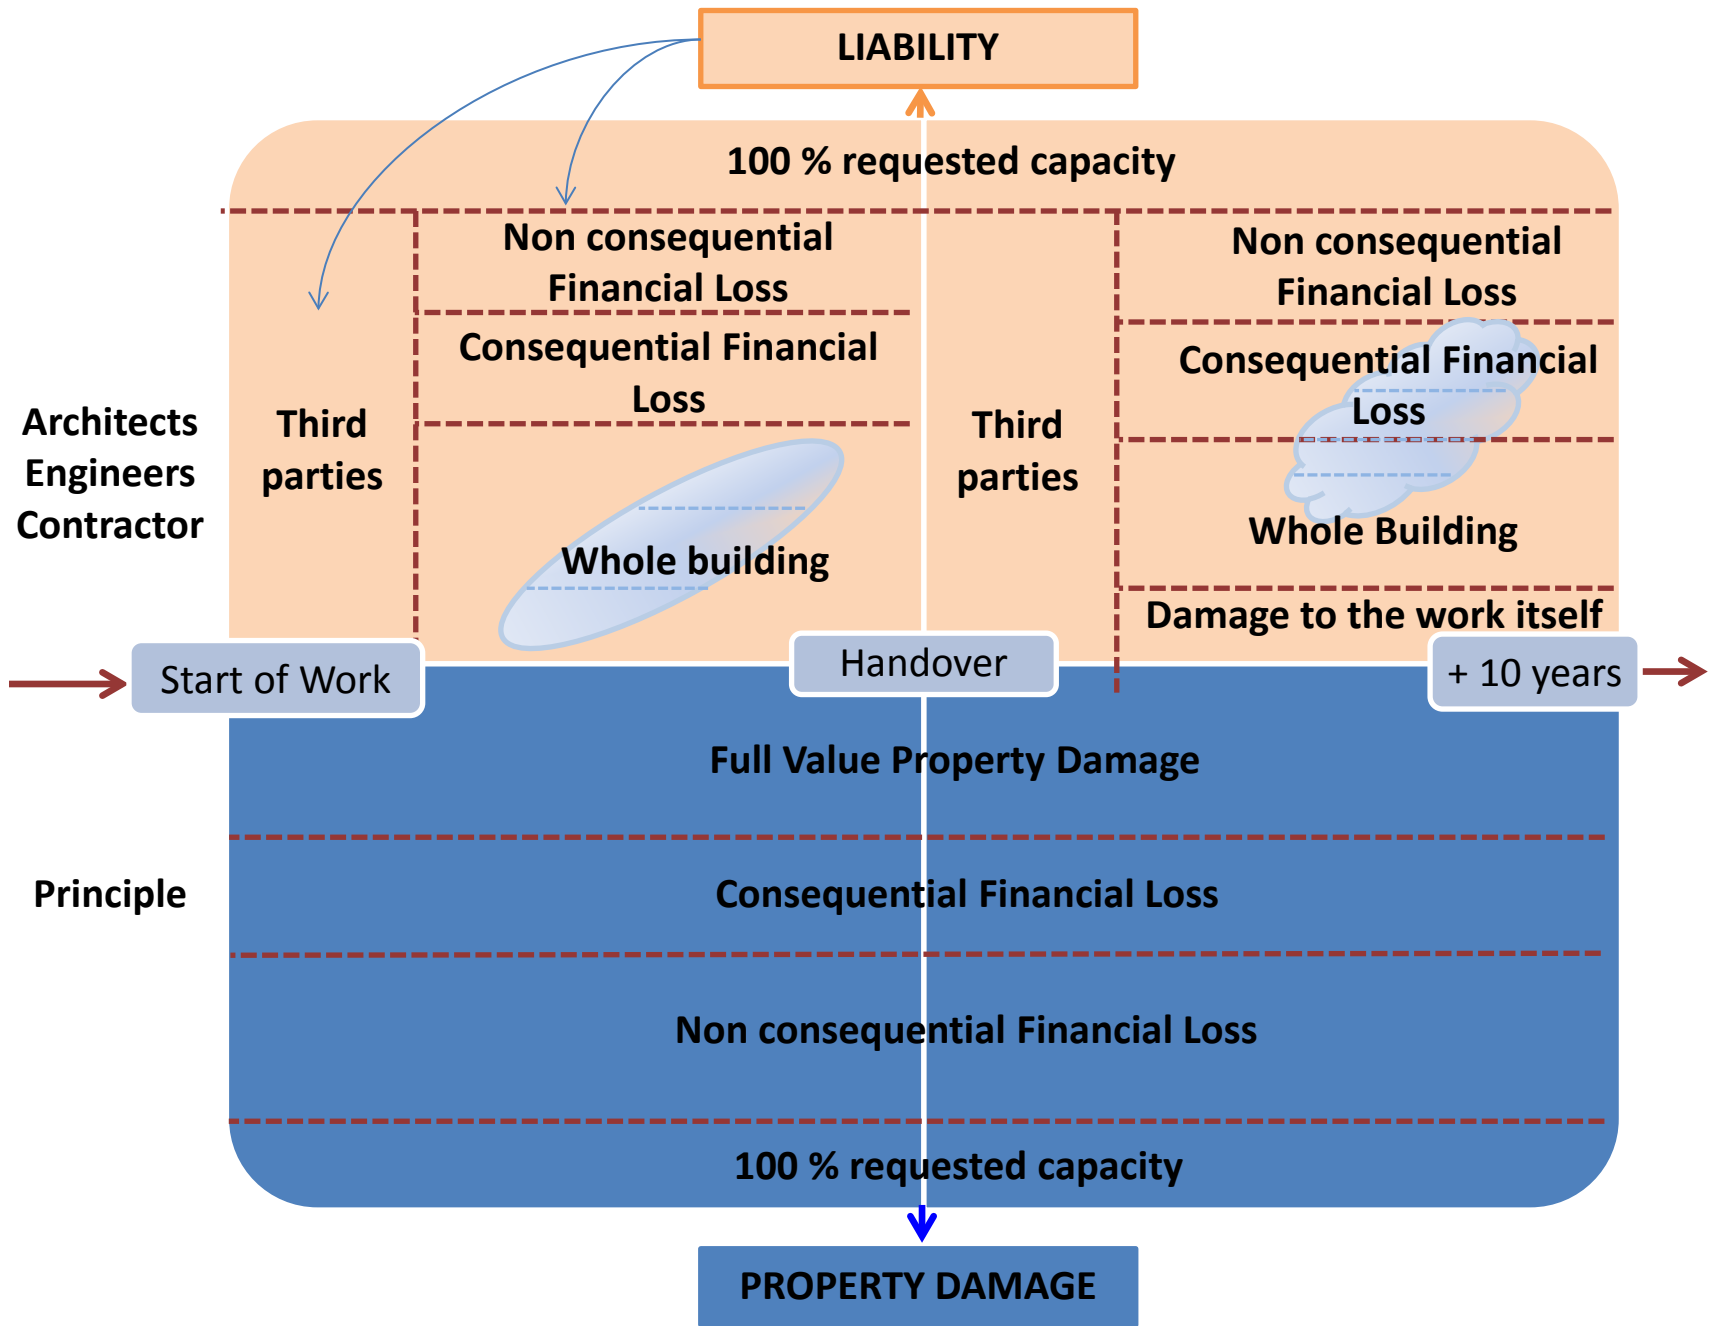 LIABILITY
100 % requested capacity
Non consequential
Financial Loss
Consequential Financial
Loss
Third
parties
Whole building
Non consequential
Financial Loss
Consequential Financial
Loss
Third
parties
Whole Building
Damage to the work itself
Architects
Engineers
Contractor
Start of Work
Handover
+ 10 years
Full Value Property Damage
Principle
Consequential Financial Loss
Non consequential Financial Loss
100 % requested capacity
PROPERTY DAMAGE